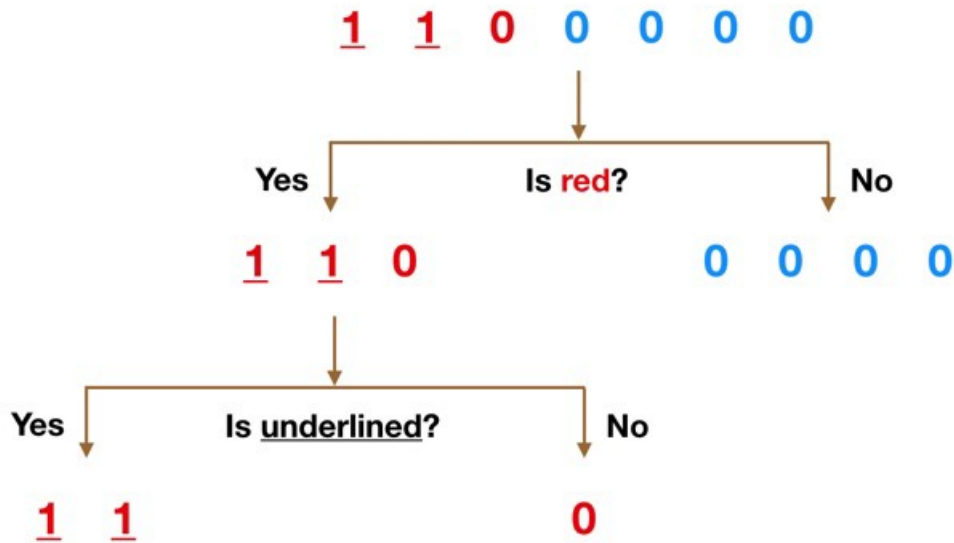 1 1 0 0 0 0 0
Yes Is red? No
1 1 0 0 0 0 0
Yes Is underlined? No
1 1 0